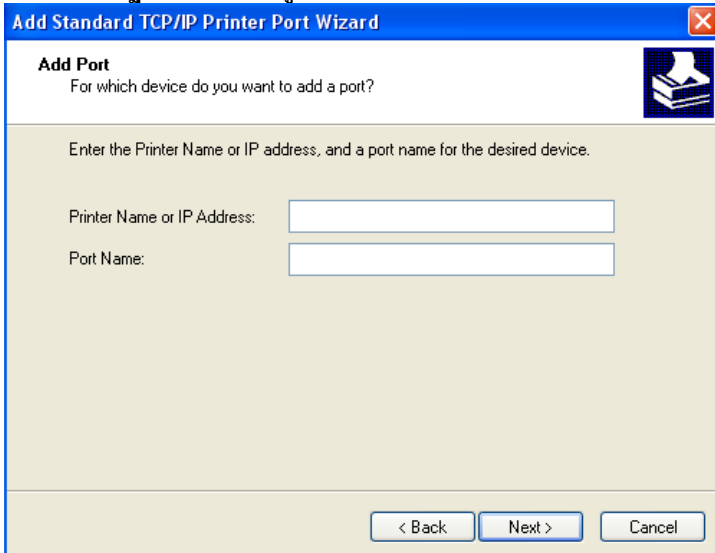 Add Standard TCP/IP Printer Port Wizard
Add Port
For which device do you want to add a port?
Enter the Printer Name or IP address, and a port name for the desired device.
Printer Name or IP Address:
Port Name:
< Back Next > Cancel